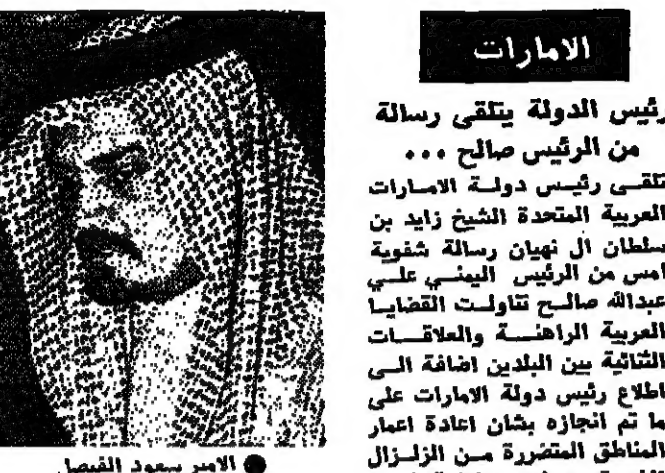 الامارات
رئيس الدولة يتلقى رسالة
من الرئيس صالح ...
تلقى رئيس دولة الامارات
العربية المتحدة الشيخ زايد بن
سلطان ال نهيان رسالة شفوية
امس من الرئيس اليمني علي
عبدالله صالح تناولت القضايا
العربية الراهنة والعلاقات
الثنائية بين البلدين اضافة الى
اطلاع رئيس دولة الامارات على
ما تم انجازه بشان اعادة اعمار
المناطق المتضررة من الزلزال
الامير سعود الفيصل